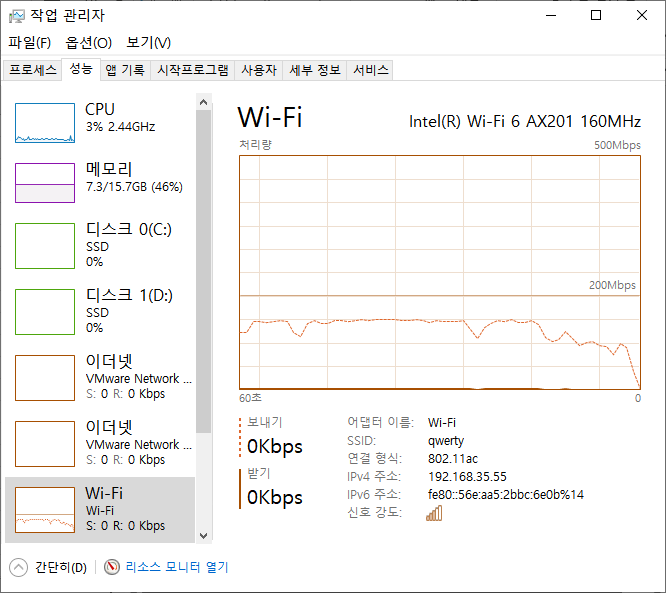 작업 관리자
파일(F) 옵션(O) 보기(V)
프로세스 성능 앱 기록 시작프로그램 사용자 세부 정보 서비스
CPU
3% 2.44GHz
메모리
7.3/15.7GB (46%)
디스크 0(C:)
SSD
0%
디스크 1(D:)
SSD
0%
이더넷
VMware Network ...
S: 0 R: 0 Kbps
이더넷
VMware Network ...
S: 0 R: 0 Kbps
Wi-Fi
Wi-Fi
S: 0 R: 0 Kbps
Wi-Fi
Intel(R) Wi-Fi 6 AX201 160MHz
처리량 500Mbps
200Mbps
60초 0
보내기
0Kbps
받기
0Kbps
어댑터 이름: Wi-Fi
SSID: qwerty
연결 형식: 802.11ac
IPv4 주소: 192.168.35.55
IPv6 주소: fe80::56e:aa5:2bbc:6e0b%14
신호 강도:
간단히(D) 리소스 모니터 열기